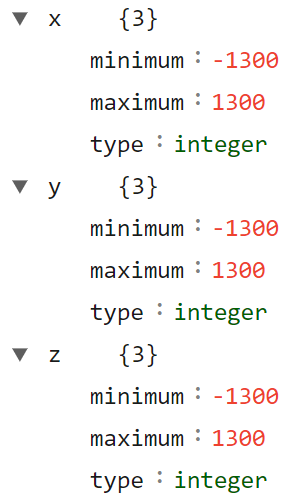 ▼ x {3}
minimum : -1300
maximum : 1300
type : integer
▼ y {3}
minimum : -1300
maximum : 1300
type : integer
▼ z {3}
minimum : -1300
maximum : 1300
type : integer